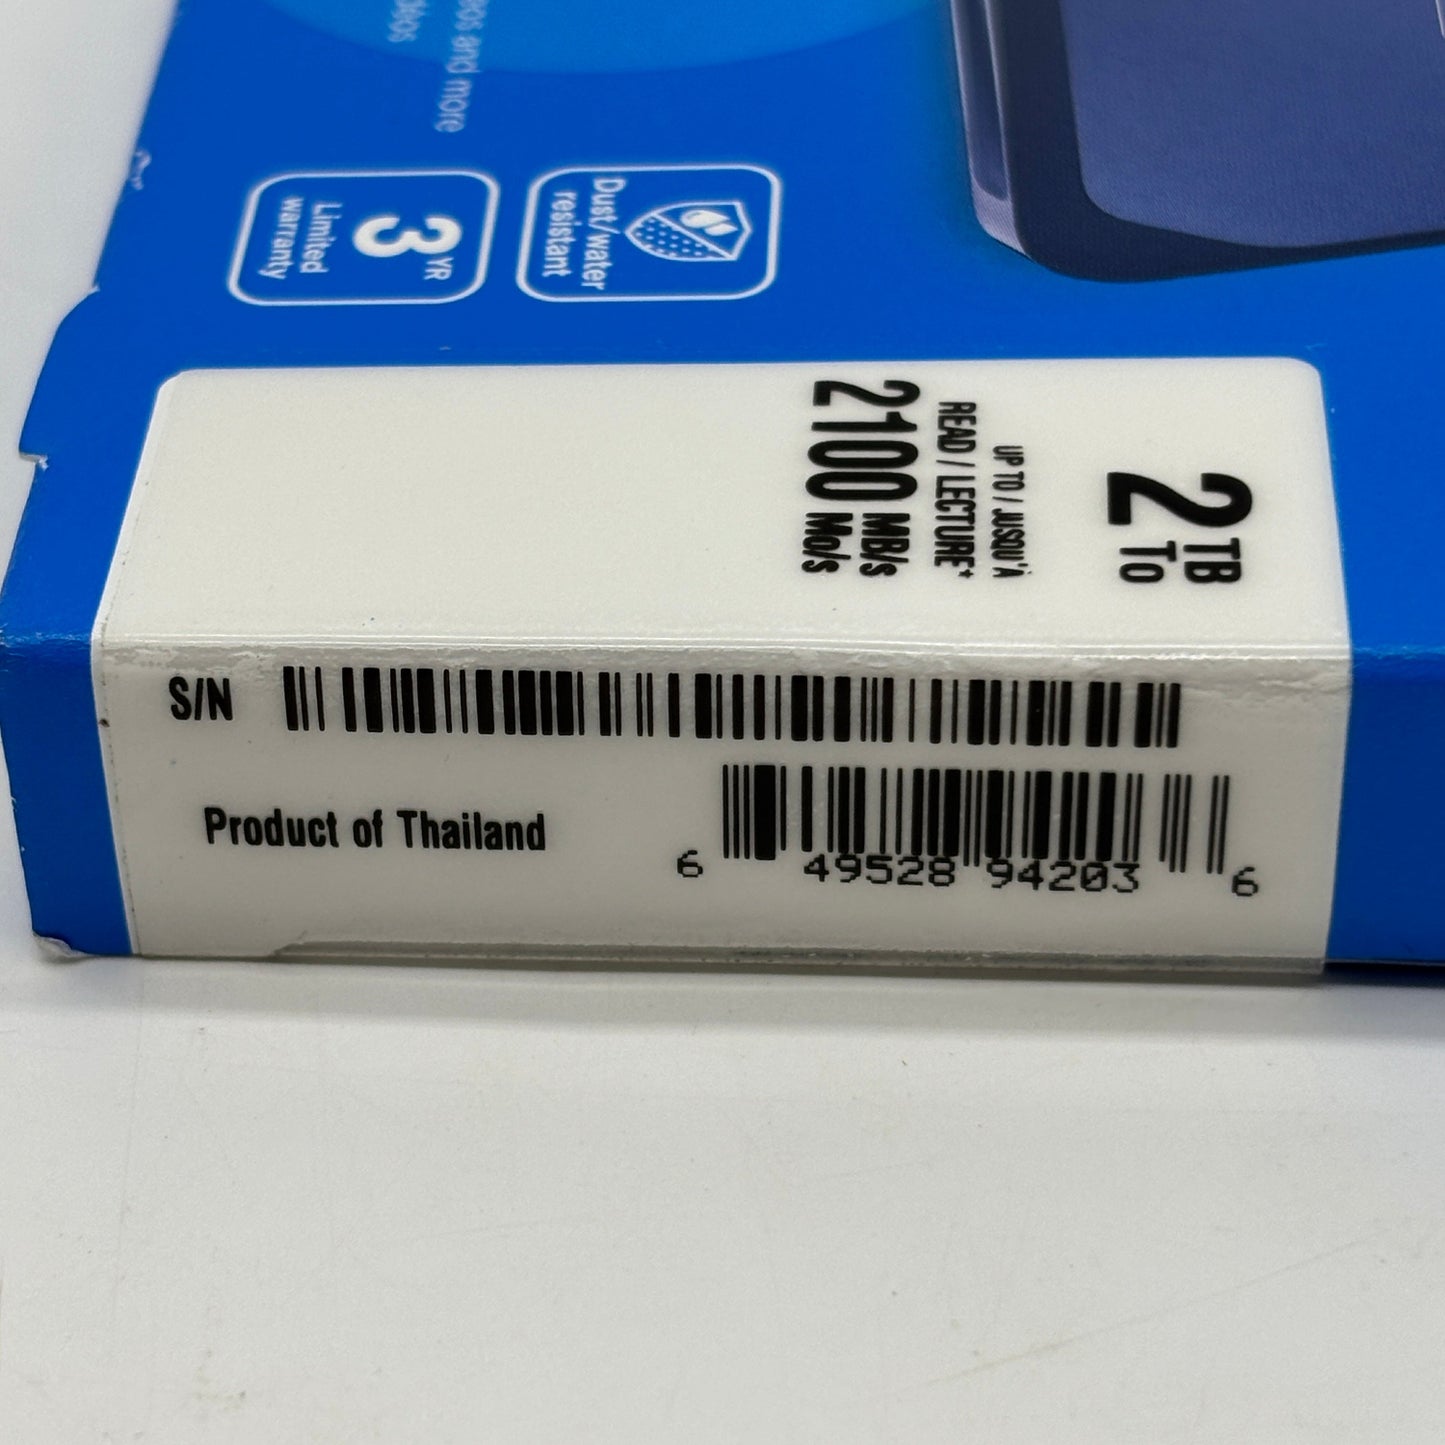 eos and more
3 YR
Limited
warranty
Dust/water
resistant
2 TB
To
UP TO / JUSQU'À
READ / LECTURE*
2100 MB/s
Mo/s
S/N
Product of Thailand
6 49528 94203 6